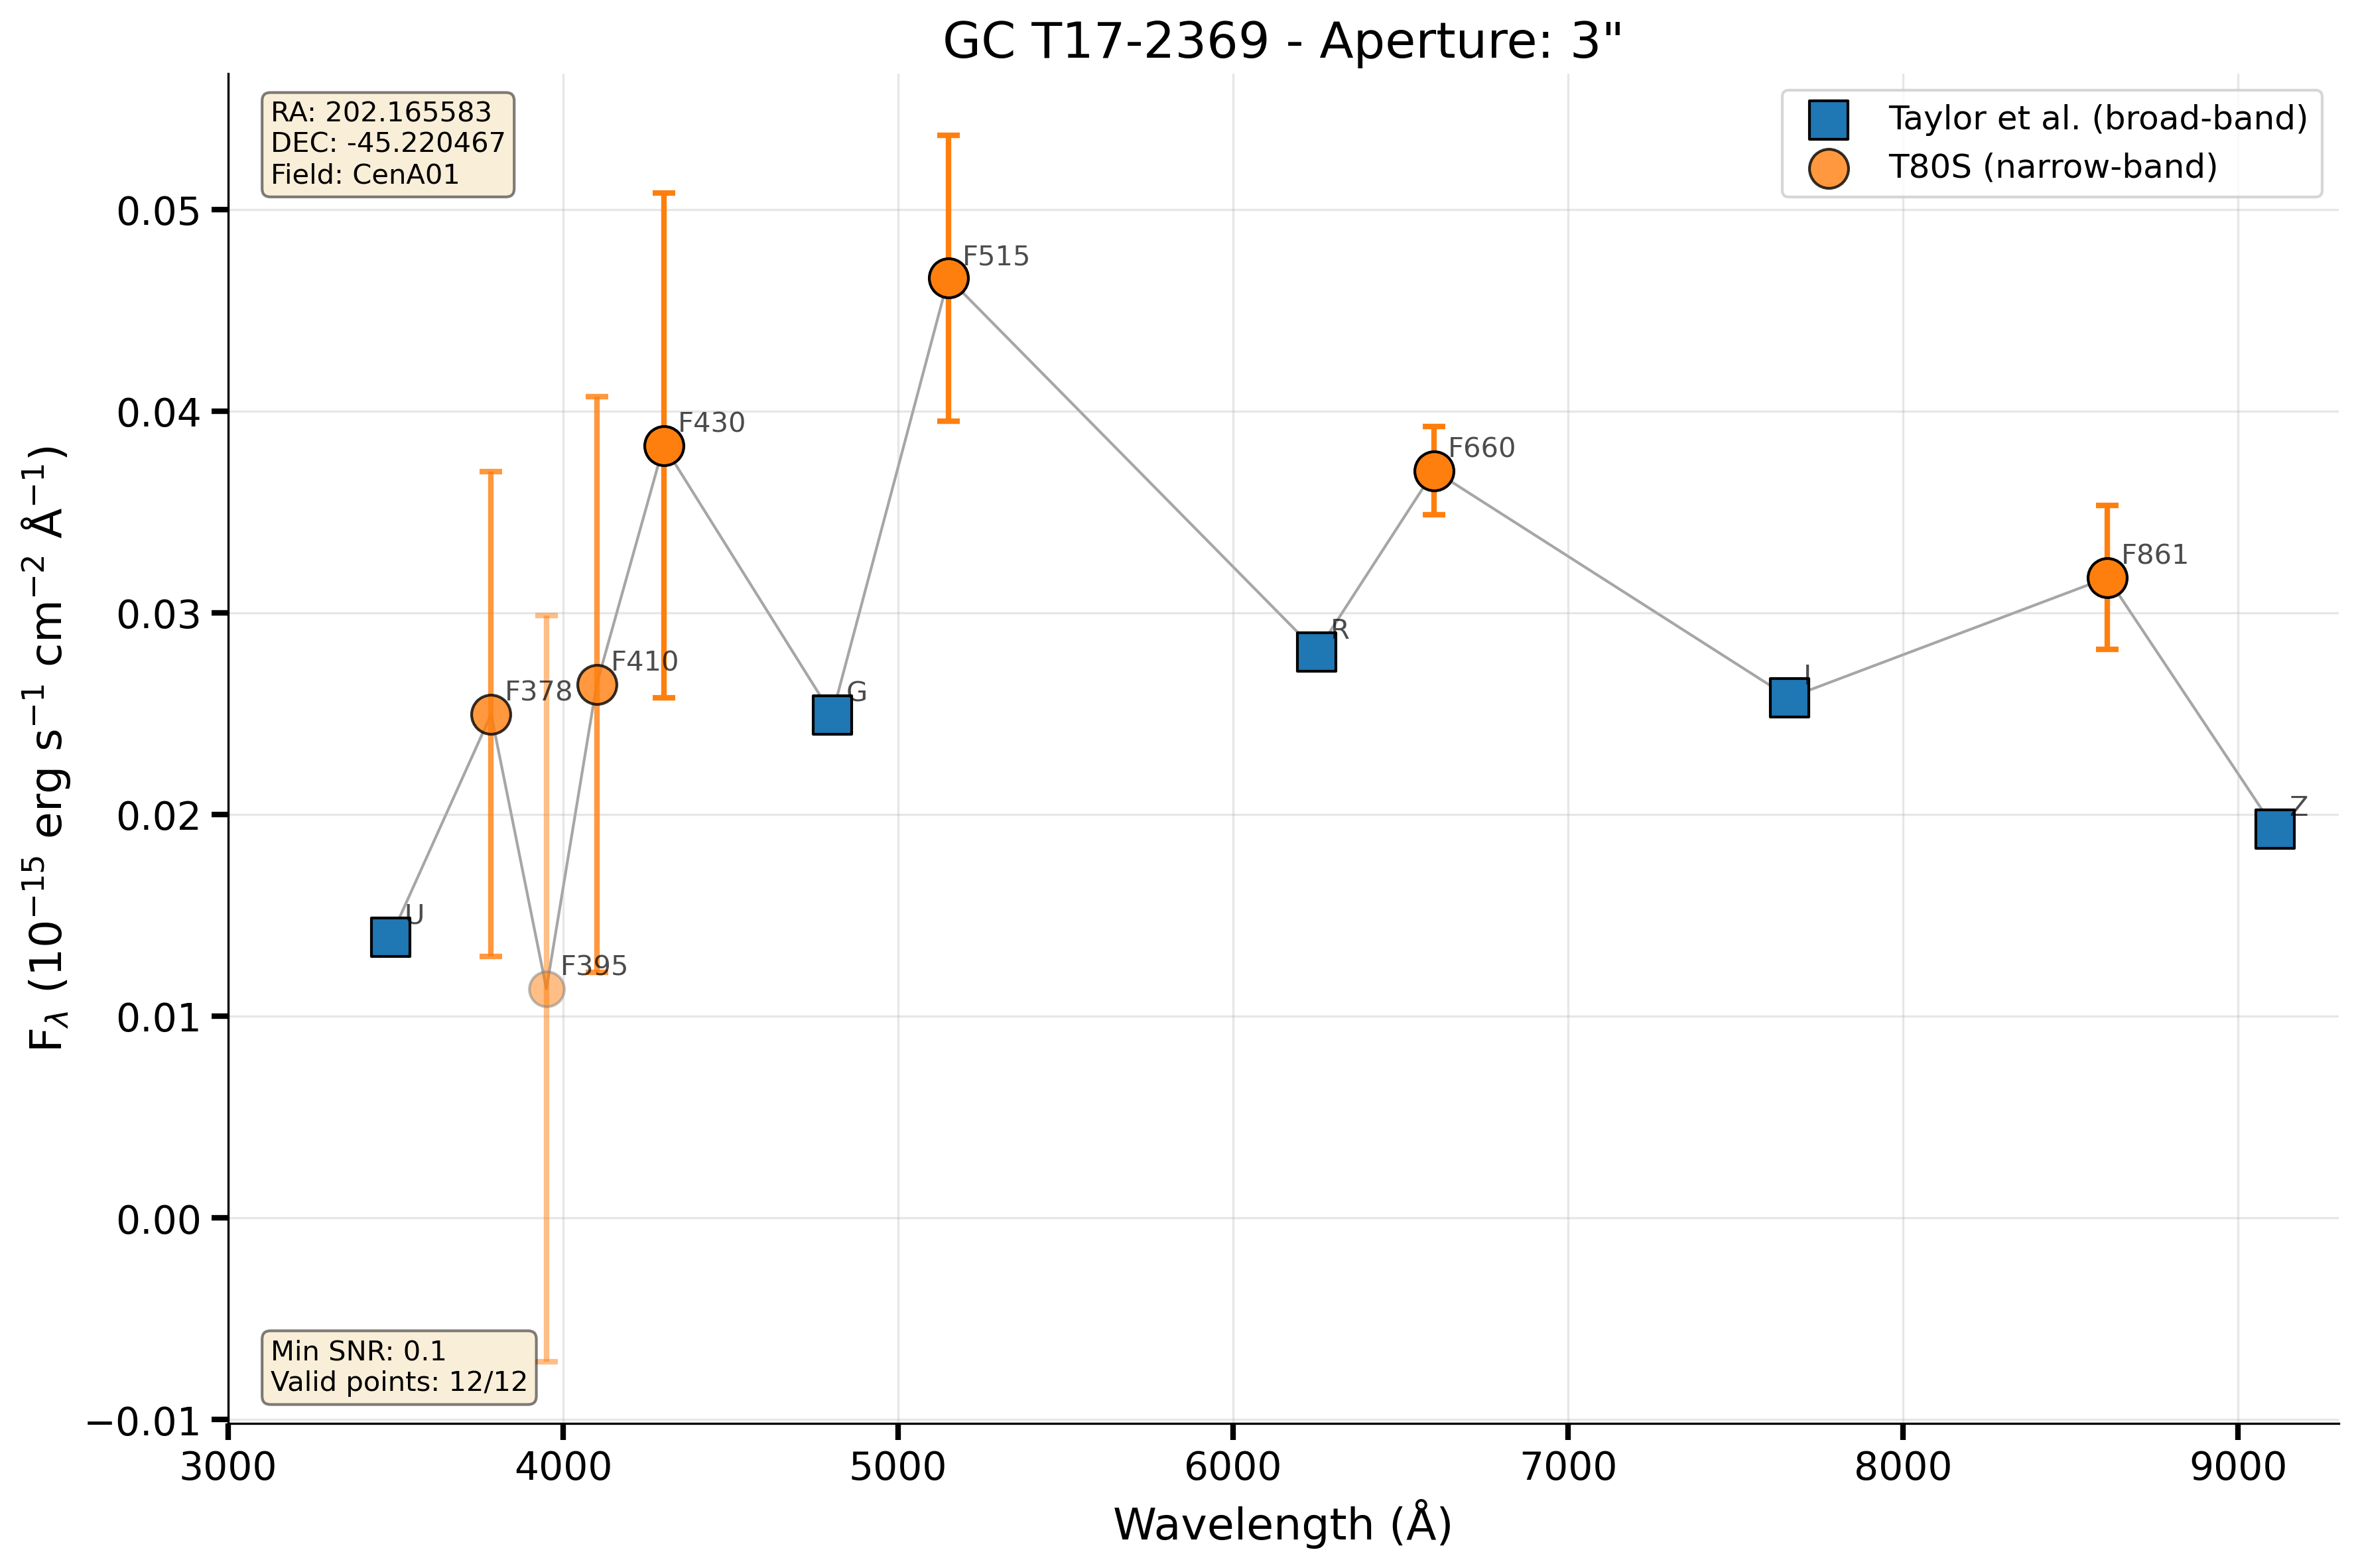 GC T17-2369 - Aperture: 3"
RA: 202.165583
DEC: -45.220467
Field: CenA01
Taylor et al. (broad-band)
T80S (narrow-band)
F515
F430
F660
F861
F410
F378
R
G
I
Z
U
F395
Min SNR: 0.1
Valid points: 12/12
0.05
0.04
0.03
0.02
0.01
0.00
−0.01
3000 4000 5000 6000 7000 8000 9000
Wavelength (Å)
Fλ (10⁻¹⁵ erg s⁻¹ cm⁻² Å⁻¹)